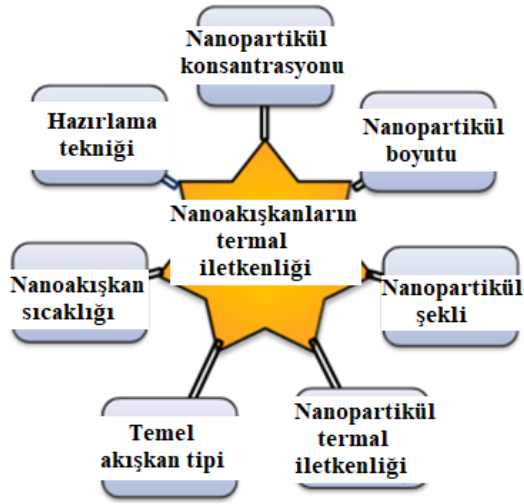 Nanopartikül
konsantrasyonu
Hazırlama
tekniği
Nanopartikül
boyutu
Nanoakışkanların
termal
iletkenliği
Nanoakışkan
sıcaklığı
Nanopartikül
şekli
Temel
akışkan tipi
Nanopartikül
termal
iletkenliği